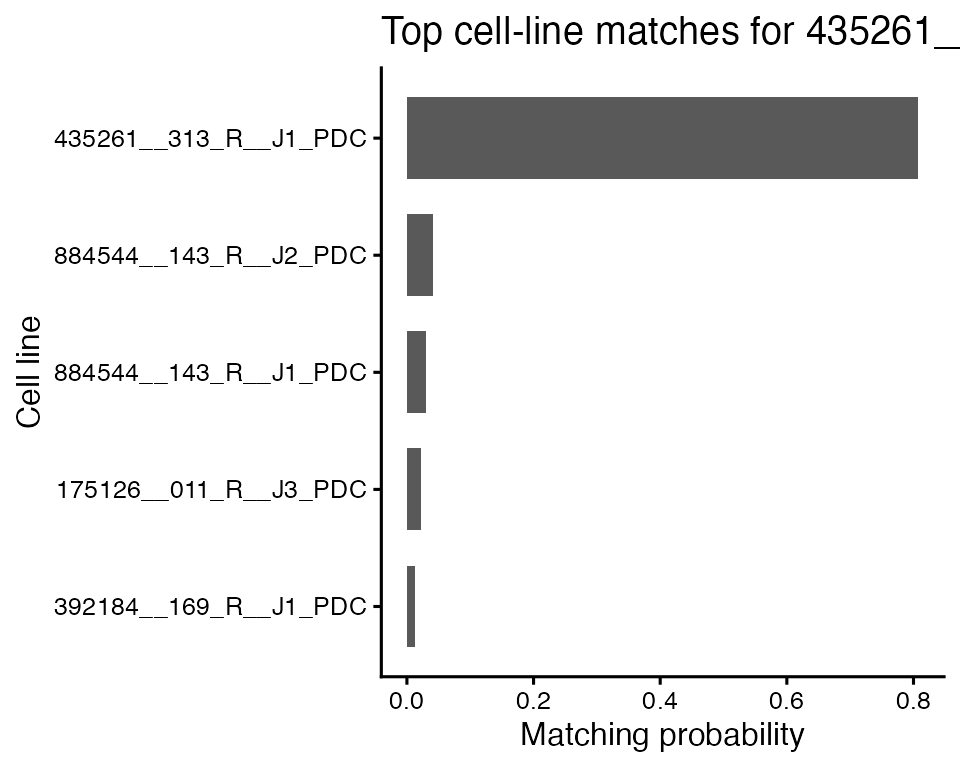 Top cell-line matches for 435261__
435261__313_R__J1_PDC
884544__143_R__J2_PDC
884544__143_R__J1_PDC
175126__011_R__J3_PDC
392184__169_R__J1_PDC
Cell line
0.0 0.2 0.4 0.6 0.8
Matching probability